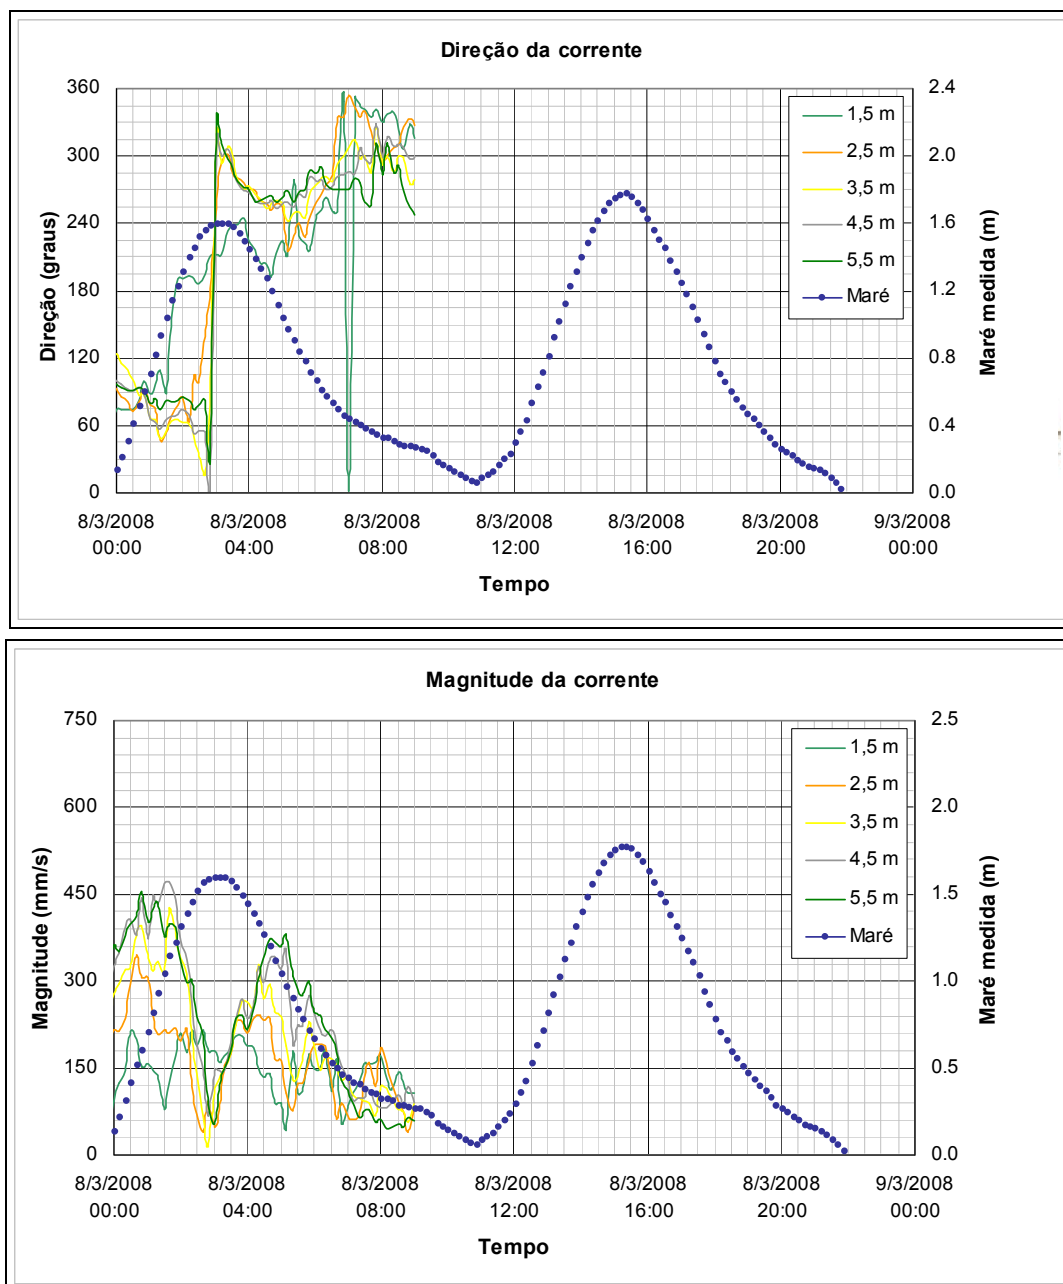 Direção da corrente
360
300
240
180
120
60
0
Direção (graus)
2.4
2.0
1.6
1.2
0.8
0.4
0.0
Maré medida (m)
1,5 m
2,5 m
3,5 m
4,5 m
5,5 m
Maré
8/3/2008 8/3/2008 8/3/2008 8/3/2008 8/3/2008 8/3/2008 9/3/2008
00:00 04:00 08:00 12:00 16:00 20:00 00:00
Tempo
Magnitude da corrente
750
600
450
300
150
0
Magnitude (mm/s)
2.5
2.0
1.5
1.0
0.5
0.0
Maré medida (m)
1,5 m
2,5 m
3,5 m
4,5 m
5,5 m
Maré
8/3/2008 8/3/2008 8/3/2008 8/3/2008 8/3/2008 8/3/2008 9/3/2008
00:00 04:00 08:00 12:00 16:00 20:00 00:00
Tempo